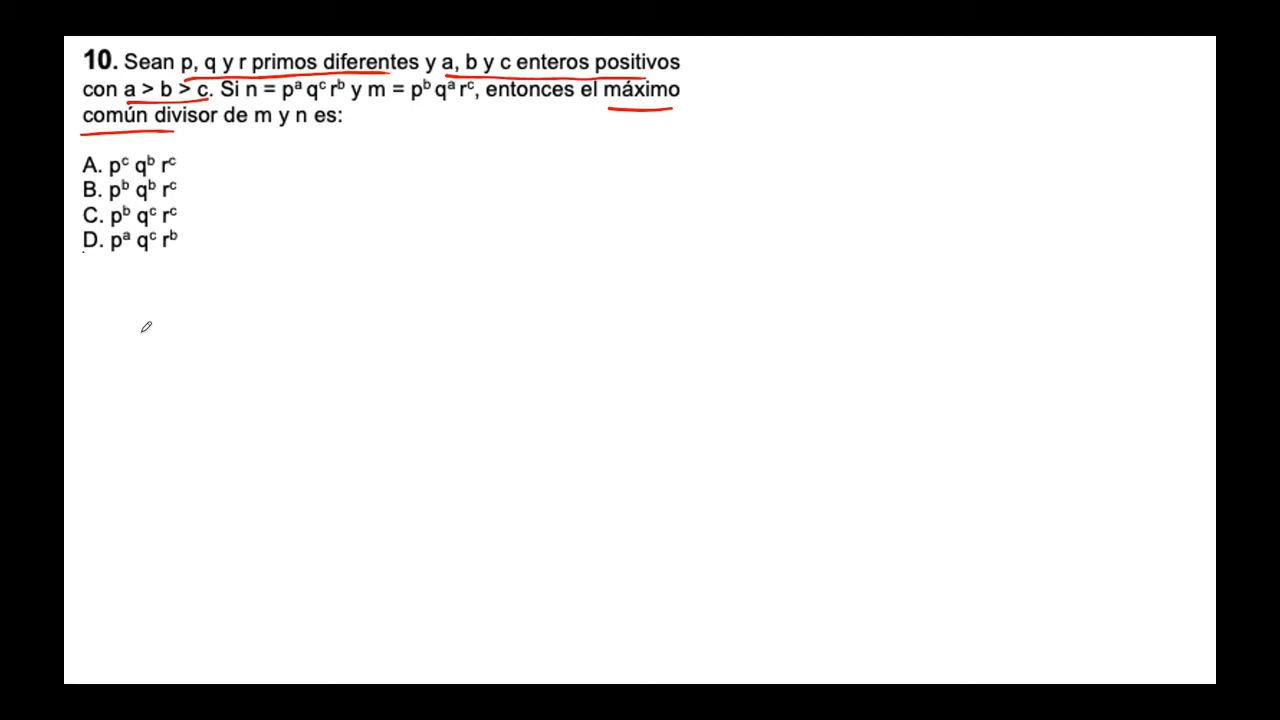 10. Sean p, q y r primos diferentes y a, b y c enteros positivos
con a > b > c. Si n = pᵃ qᶜ rᵇ y m = pᵇ qᵃ rᶜ, entonces el máximo
común divisor de m y n es:
A. pᶜ qᵇ rᶜ
B. pᵇ qᵇ rᶜ
C. pᵇ qᶜ rᶜ
D. pᵃ qᶜ rᵇ